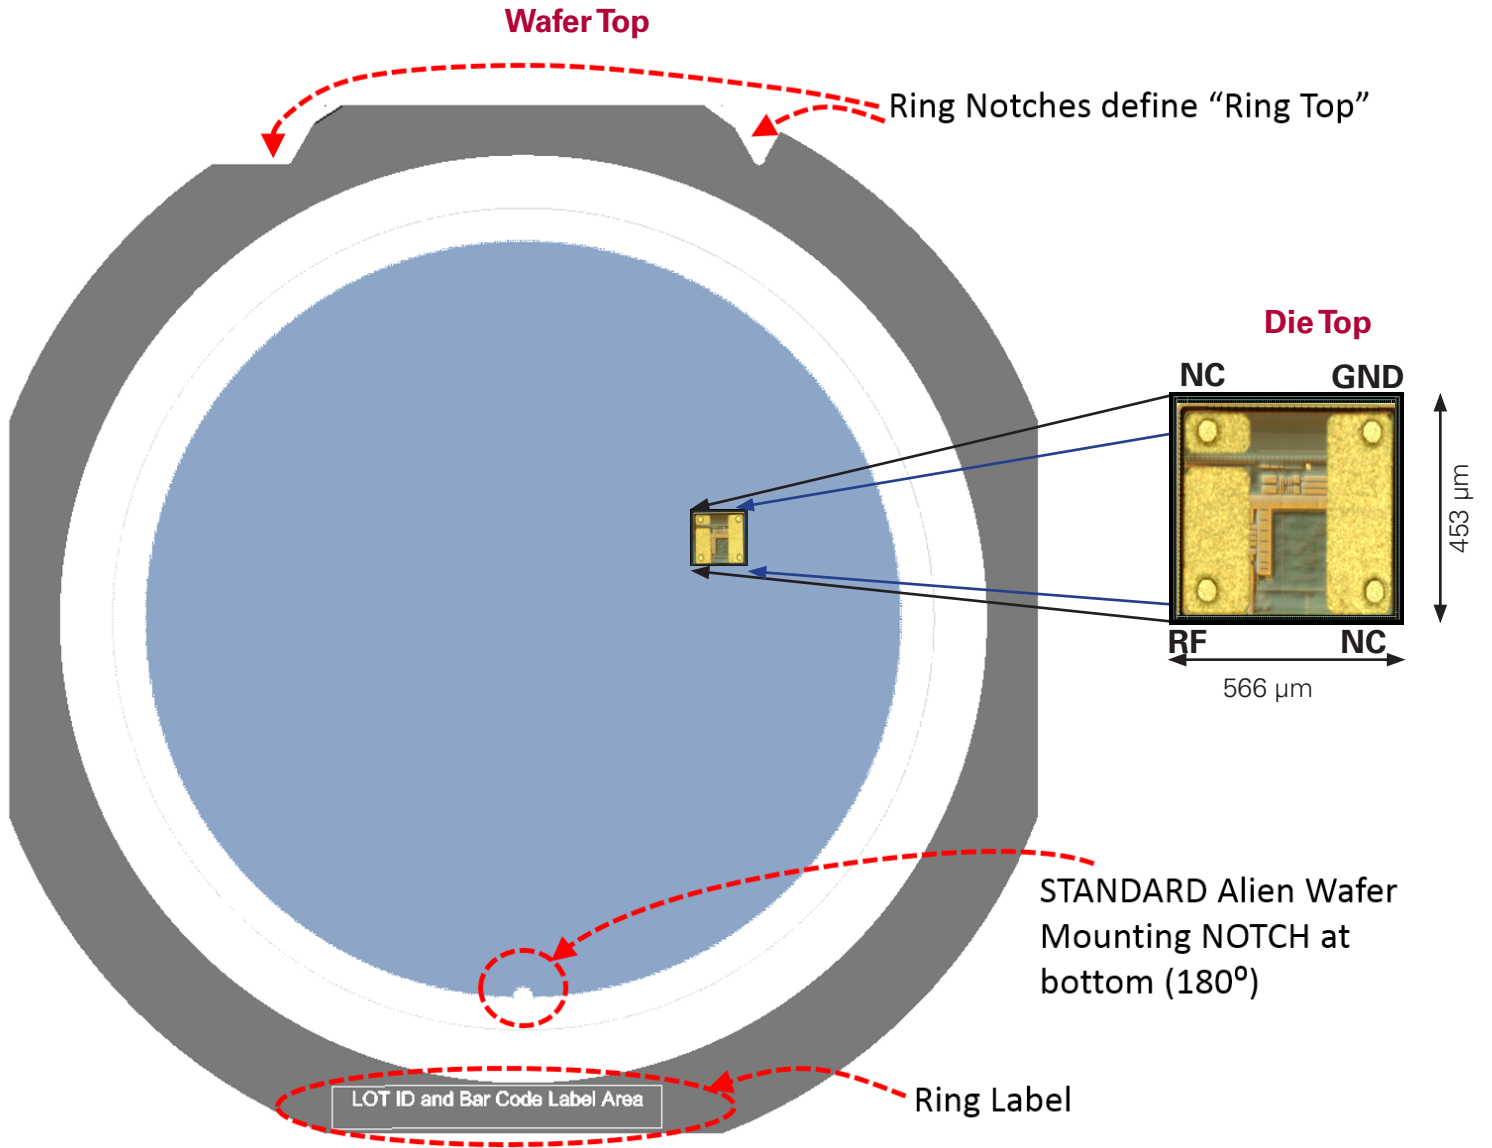 Wafer Top
Ring Notches define “Ring Top”
Die Top
NC
GND
453 µm
RF
NC
566 µm
STANDARD Alien Wafer
Mounting NOTCH at
bottom (180⁰)
Ring Label
LOT ID and Bar Code Label Area